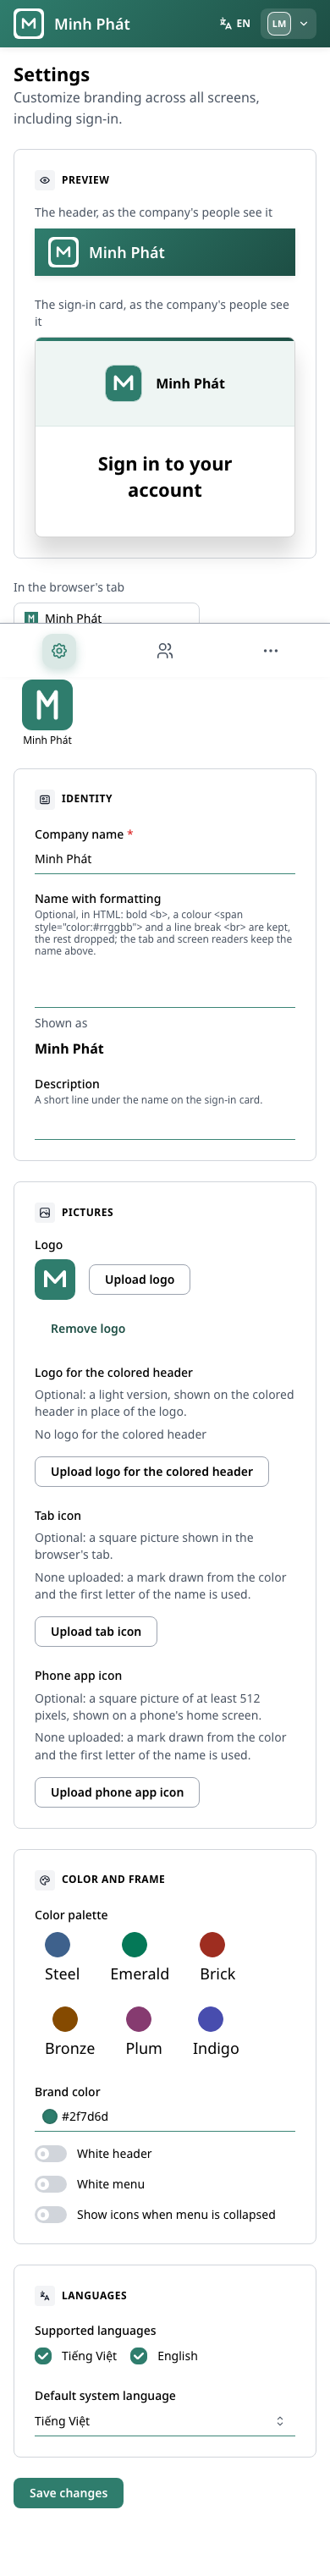 Minh Phát
EN
LM
Settings
Customize branding across all screens,
including sign-in.
PREVIEW
The header, as the company's people see it
Minh Phát
The sign-in card, as the company's people see
it
Minh Phát
Sign in to your
account
In the browser's tab
Minh Phát
Minh Phát
IDENTITY
Company name *
Minh Phát
Name with formatting
Optional, in HTML: bold <b>, a colour <span
style="color:#rrggbb"> and a line break <br> are kept,
the rest dropped; the tab and screen readers keep the
name above.
Shown as
Minh Phát
Description
A short line under the name on the sign-in card.
PICTURES
Logo
Upload logo
Remove logo
Logo for the colored header
Optional: a light version, shown on the colored
header in place of the logo.
No logo for the colored header
Upload logo for the colored header
Tab icon
Optional: a square picture shown in the
browser's tab.
None uploaded: a mark drawn from the color
and the first letter of the name is used.
Upload tab icon
Phone app icon
Optional: a square picture of at least 512
pixels, shown on a phone's home screen.
None uploaded: a mark drawn from the color
and the first letter of the name is used.
Upload phone app icon
COLOR AND FRAME
Color palette
Steel
Emerald
Brick
Bronze
Plum
Indigo
Brand color
#2f7d6d
White header
White menu
Show icons when menu is collapsed
LANGUAGES
Supported languages
Tiếng Việt
English
Default system language
Tiếng Việt
Save changes